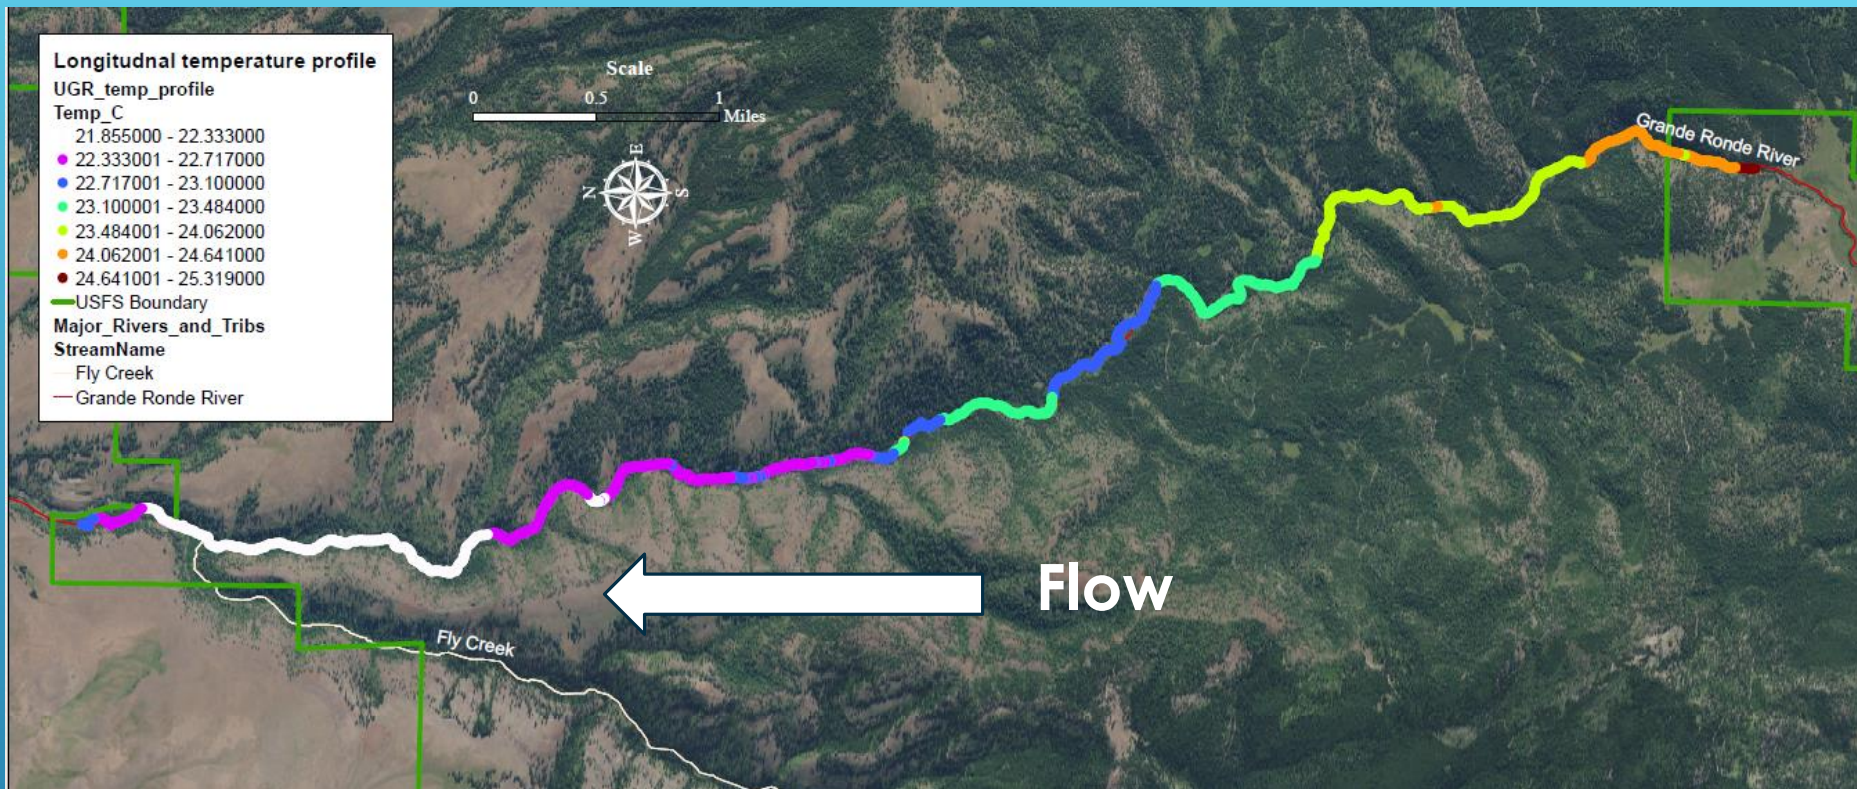 Longitudnal temperature profile
UGR_temp_profile
Temp_C
21.855000 - 22.333000
22.333001 - 22.717000
22.717001 - 23.100000
23.100001 - 23.484000
23.484001 - 24.062000
24.062001 - 24.641000
24.641001 - 25.319000
USFS Boundary
Major_Rivers_and_Tribs
StreamName
Fly Creek
Grande Ronde River
Scale
0 0.5 1
Miles
E
N S
W
Grande Ronde River
Flow
Fly Creek